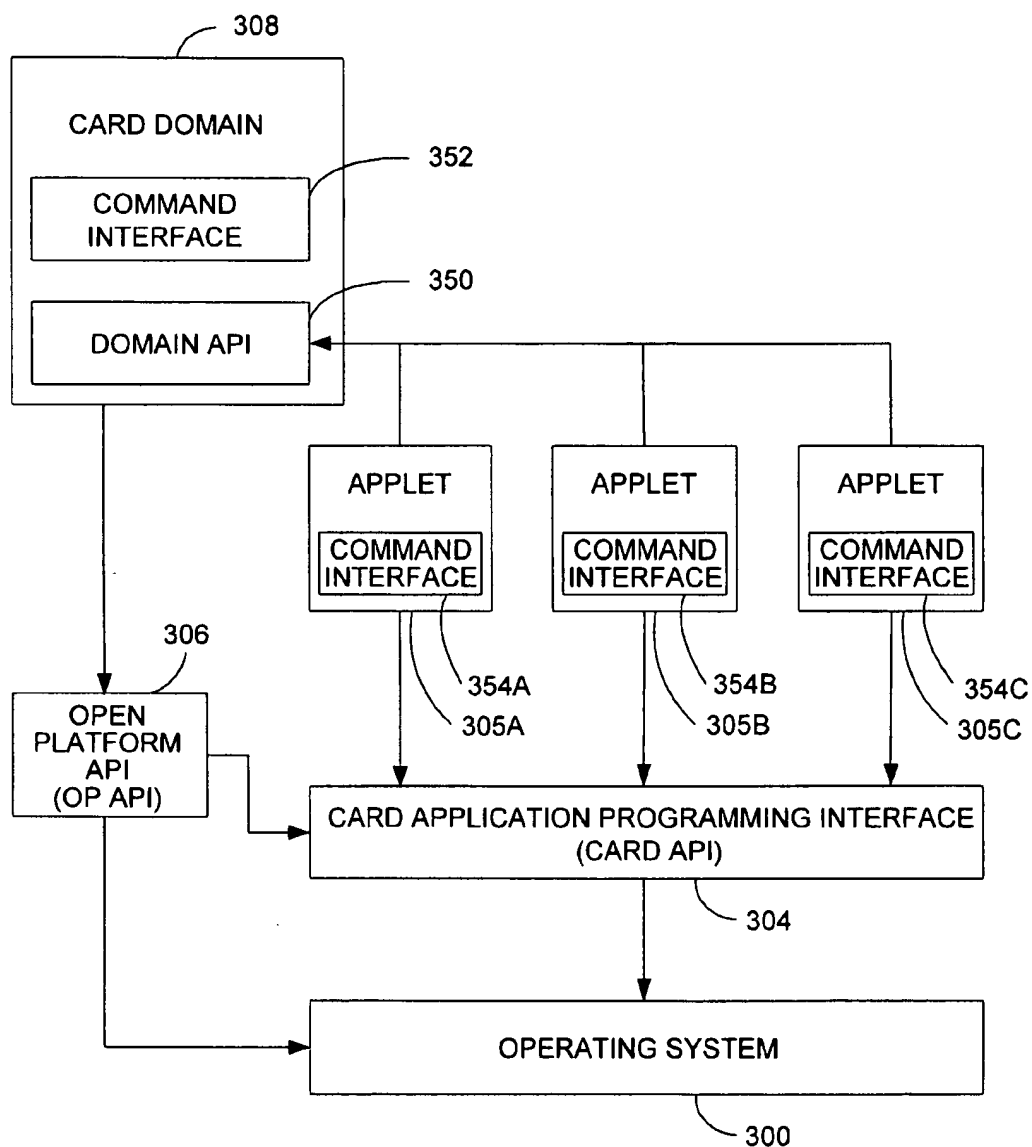 308
CARD DOMAIN
352
COMMAND
INTERFACE
350
DOMAIN API
APPLET
APPLET
APPLET
COMMAND
INTERFACE
COMMAND
INTERFACE
COMMAND
INTERFACE
306
354A
354B
354C
305A
305B
305C
OPEN
PLATFORM
API
(OP API)
CARD APPLICATION PROGRAMMING INTERFACE
(CARD API)
304
OPERATING SYSTEM
300